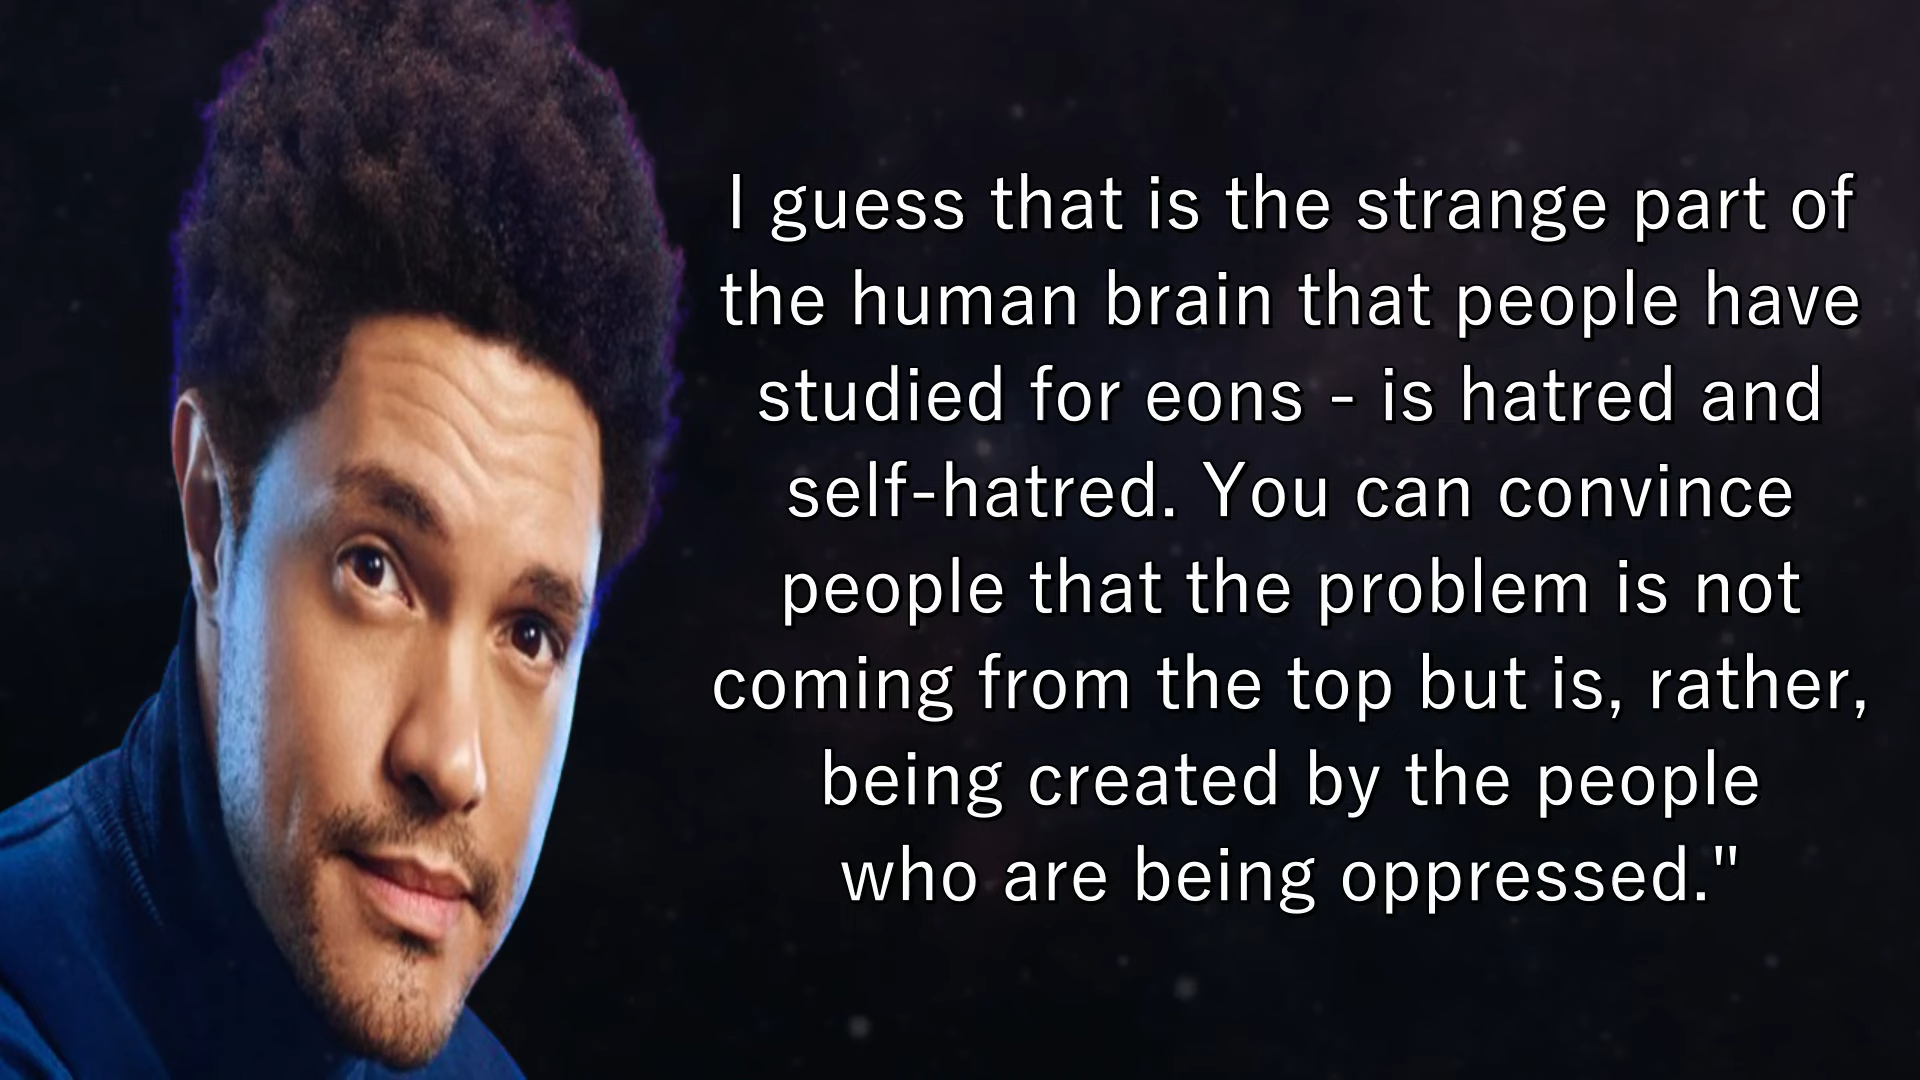 I guess that is the strange part of
the human brain that people have
studied for eons - is hatred and
self-hatred. You can convince
people that the problem is not
coming from the top but is, rather,
being created by the people
who are being oppressed."